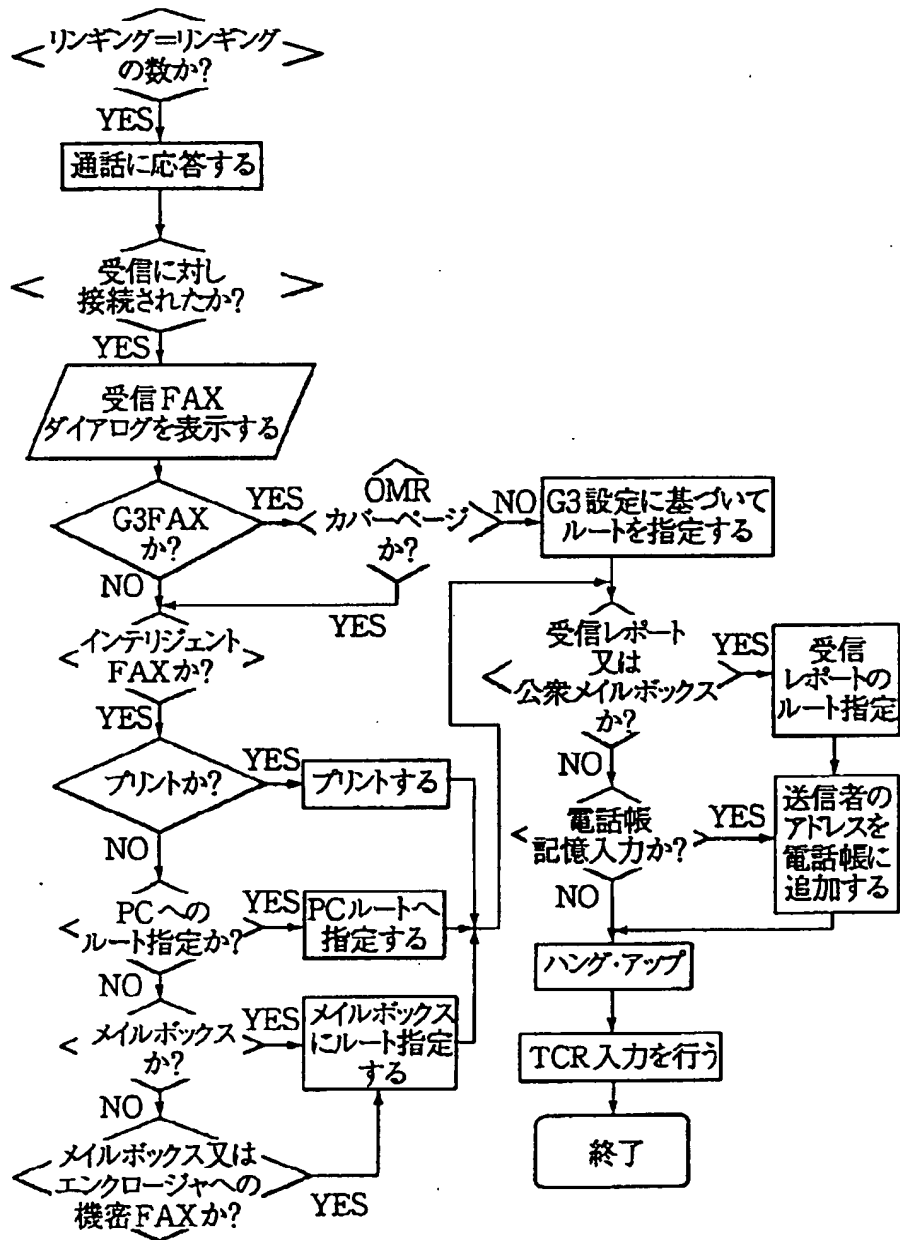 リンギング=リンギング
の数か?
YES
通話に応答する
受信に対し
接続されたか?
YES
受信FAX
ダイアログを表示する
G3FAX
か?
YES
NO
OMR
カバーページ
か?
NO
YES
G3設定に基づいて
ルートを指定する
インテリジェント
FAXか?
YES
プリントか?
YES
プリントする
NO
PCへの
ルート指定か?
YES
PCルートへ
指定する
NO
メイルボックス
か?
YES
メイルボックス
にルート指定
する
NO
メイルボックス又は
エンクロージャへの
機密FAXか?
YES
受信レポート
又は
公衆メイルボックス
か?
YES
受信
レポートの
ルート指定
NO
電話帳
記憶入力か?
YES
送信者の
アドレスを
電話帳に
追加する
NO
ハング・アップ
TCR入力を行う
終了